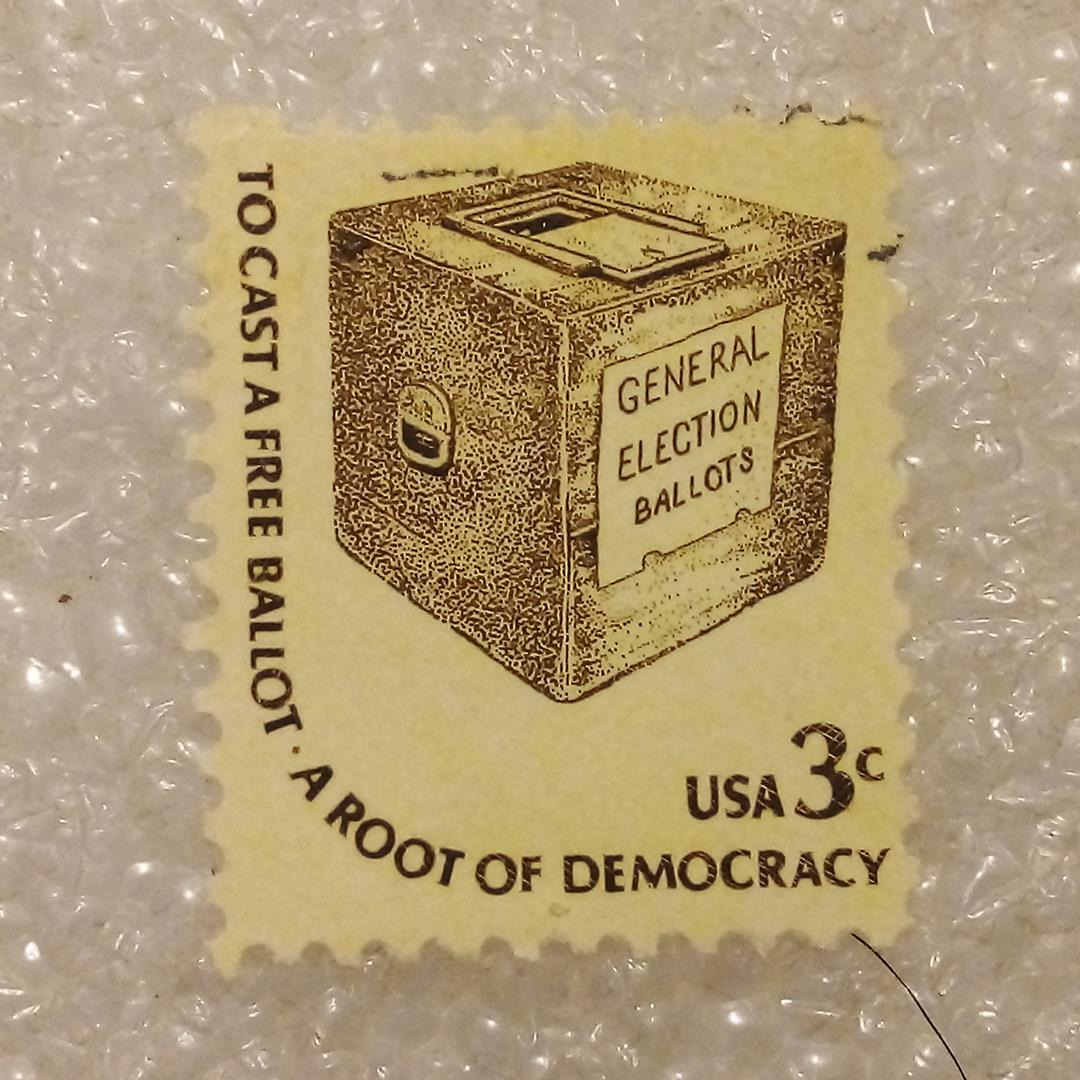 TO CAST A FREE BALLOT · A ROOT OF DEMOCRACY
GENERAL
ELECTION
BALLOTS
USA 3c